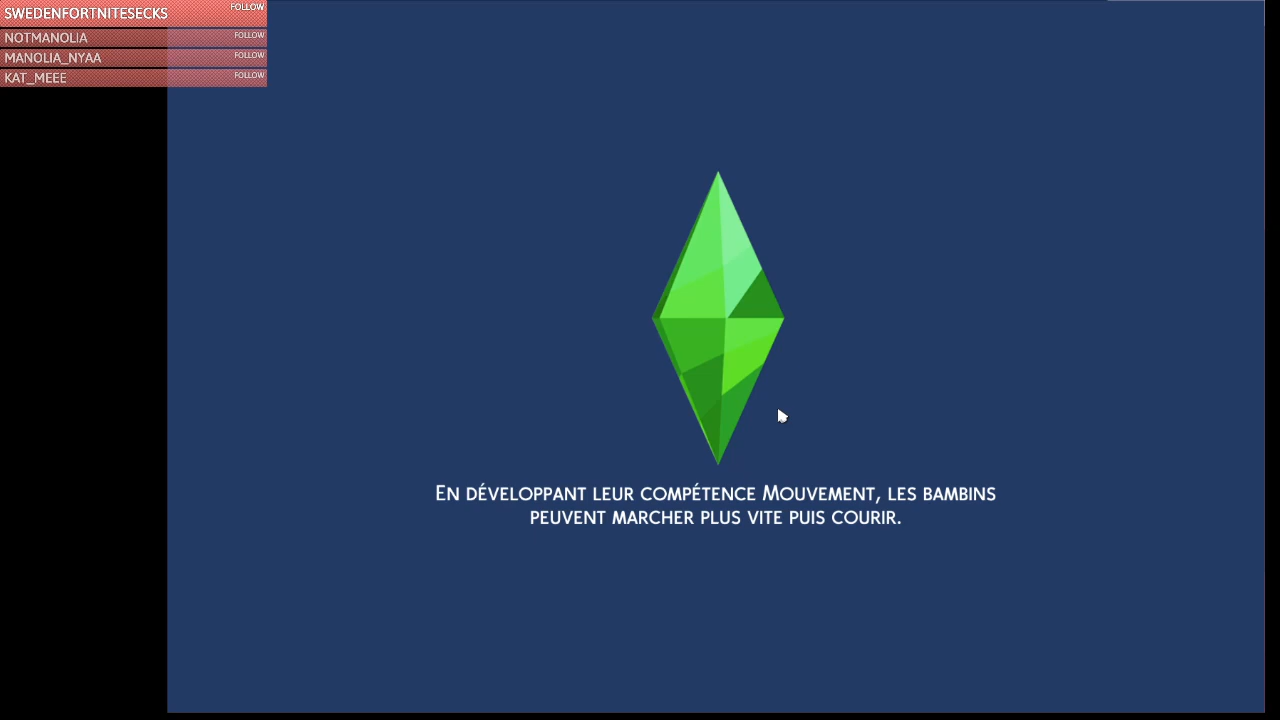 SWEDENFORTNITESECKS FOLLOW
NOTMANOLIA FOLLOW
MANOLIA_NYAA FOLLOW
KAT_MEEE FOLLOW
En développant leur compétence Mouvement, les bambins
peuvent marcher plus vite puis courir.